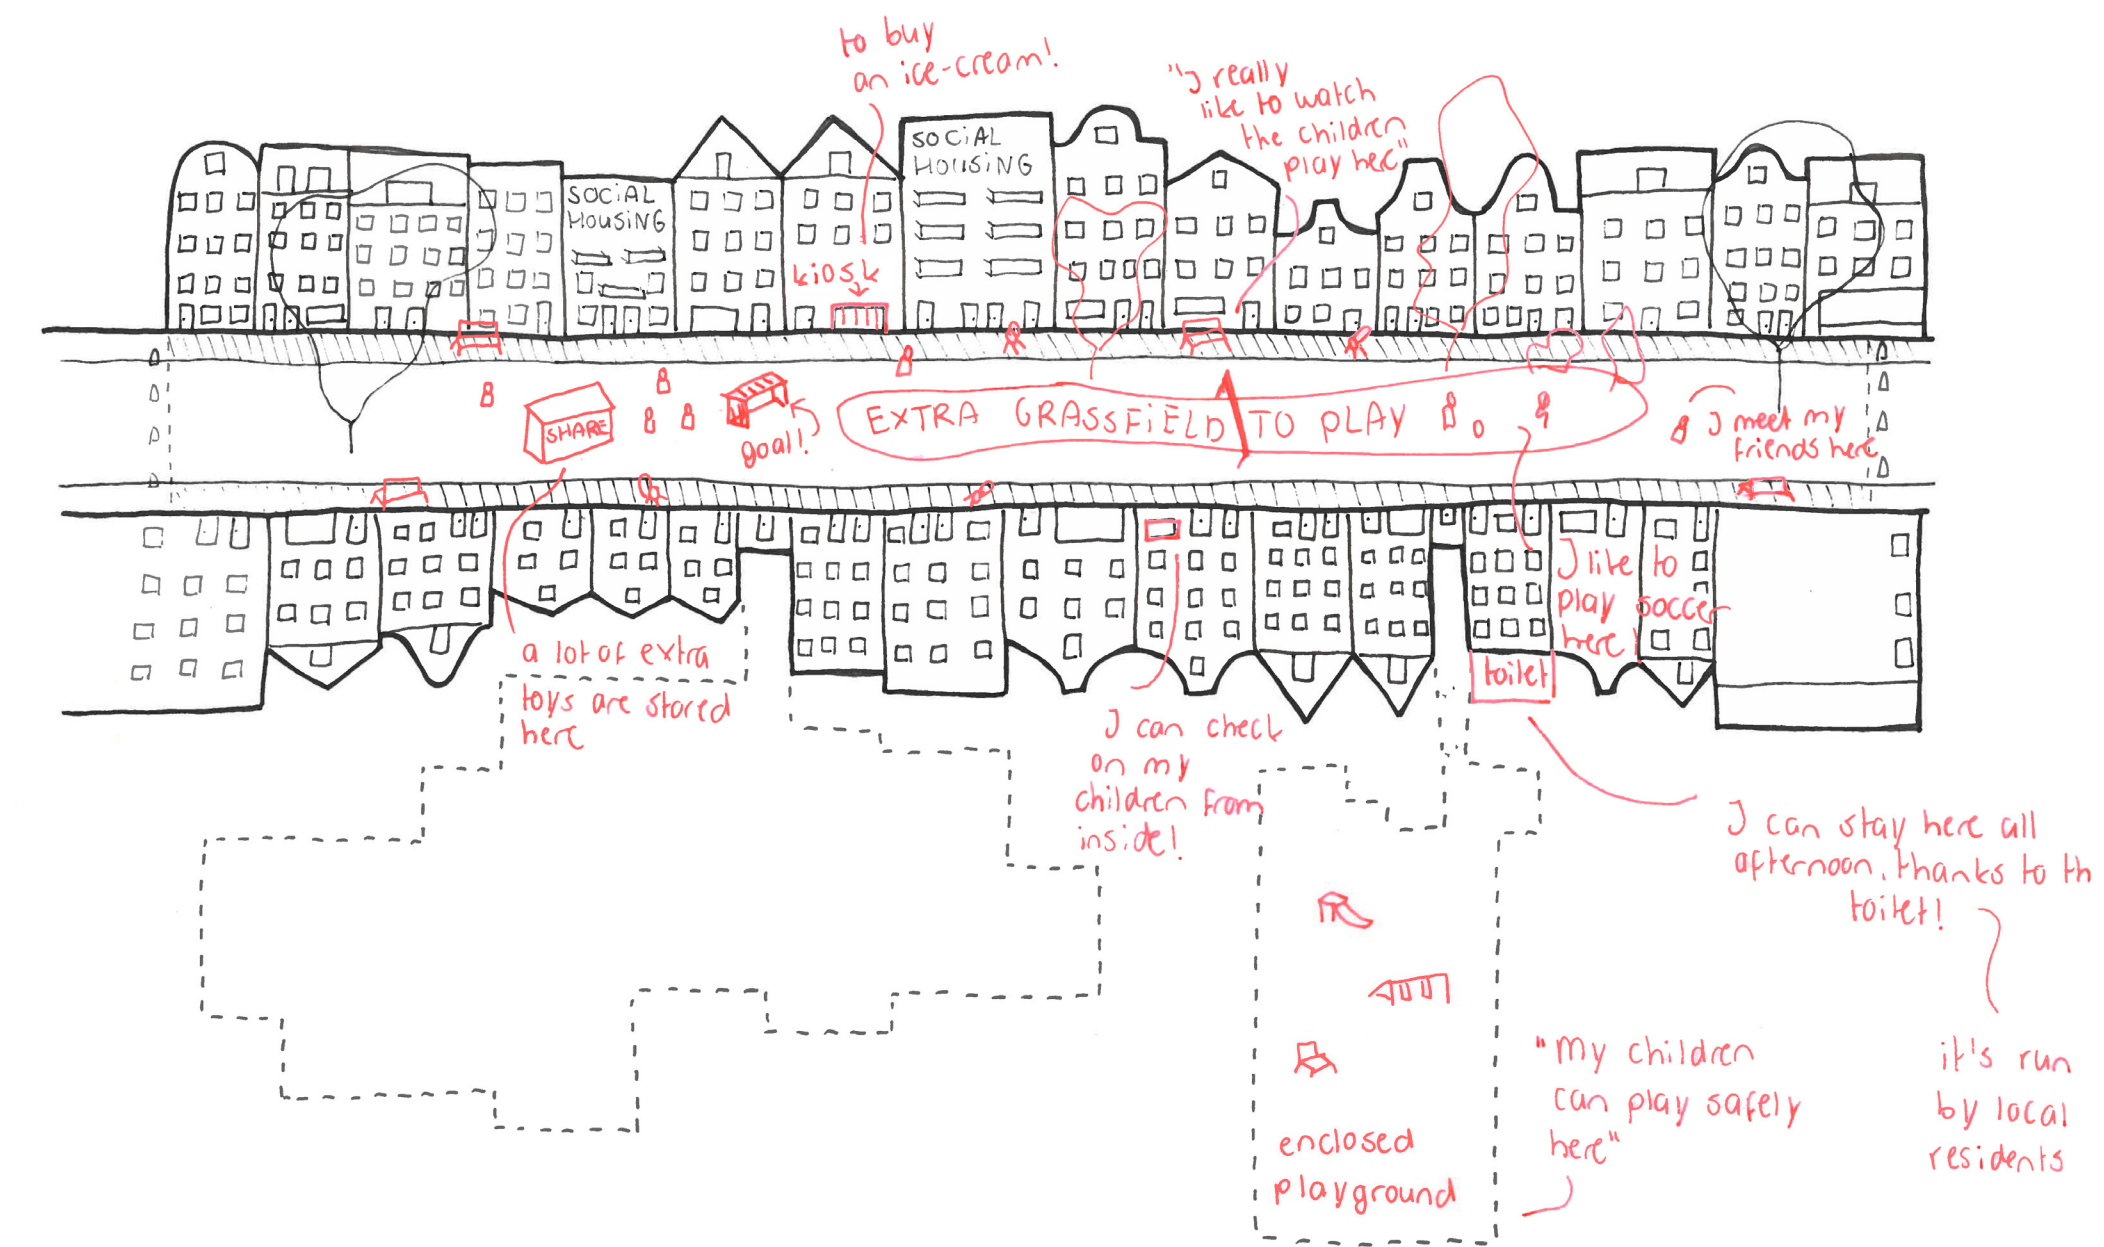 to buy
an ice-cream!
"I really
like to watch
the children
play here"
SOCiAL
HOUSiNG
SOCiAL
HOUSiNG
kiosk
SHARE
goal!
EXTRA GRASSFiELD TO PLAY
I meet my
friends here
a lot of extra
toys are stored
here
I like to
play soccer
here!
toilet
I can check
on my
children from
inside!
I can stay here all
afternoon, thanks to th
toilet!
it's run
by local
residents
"My children
can play safely
here"
enclosed
playground